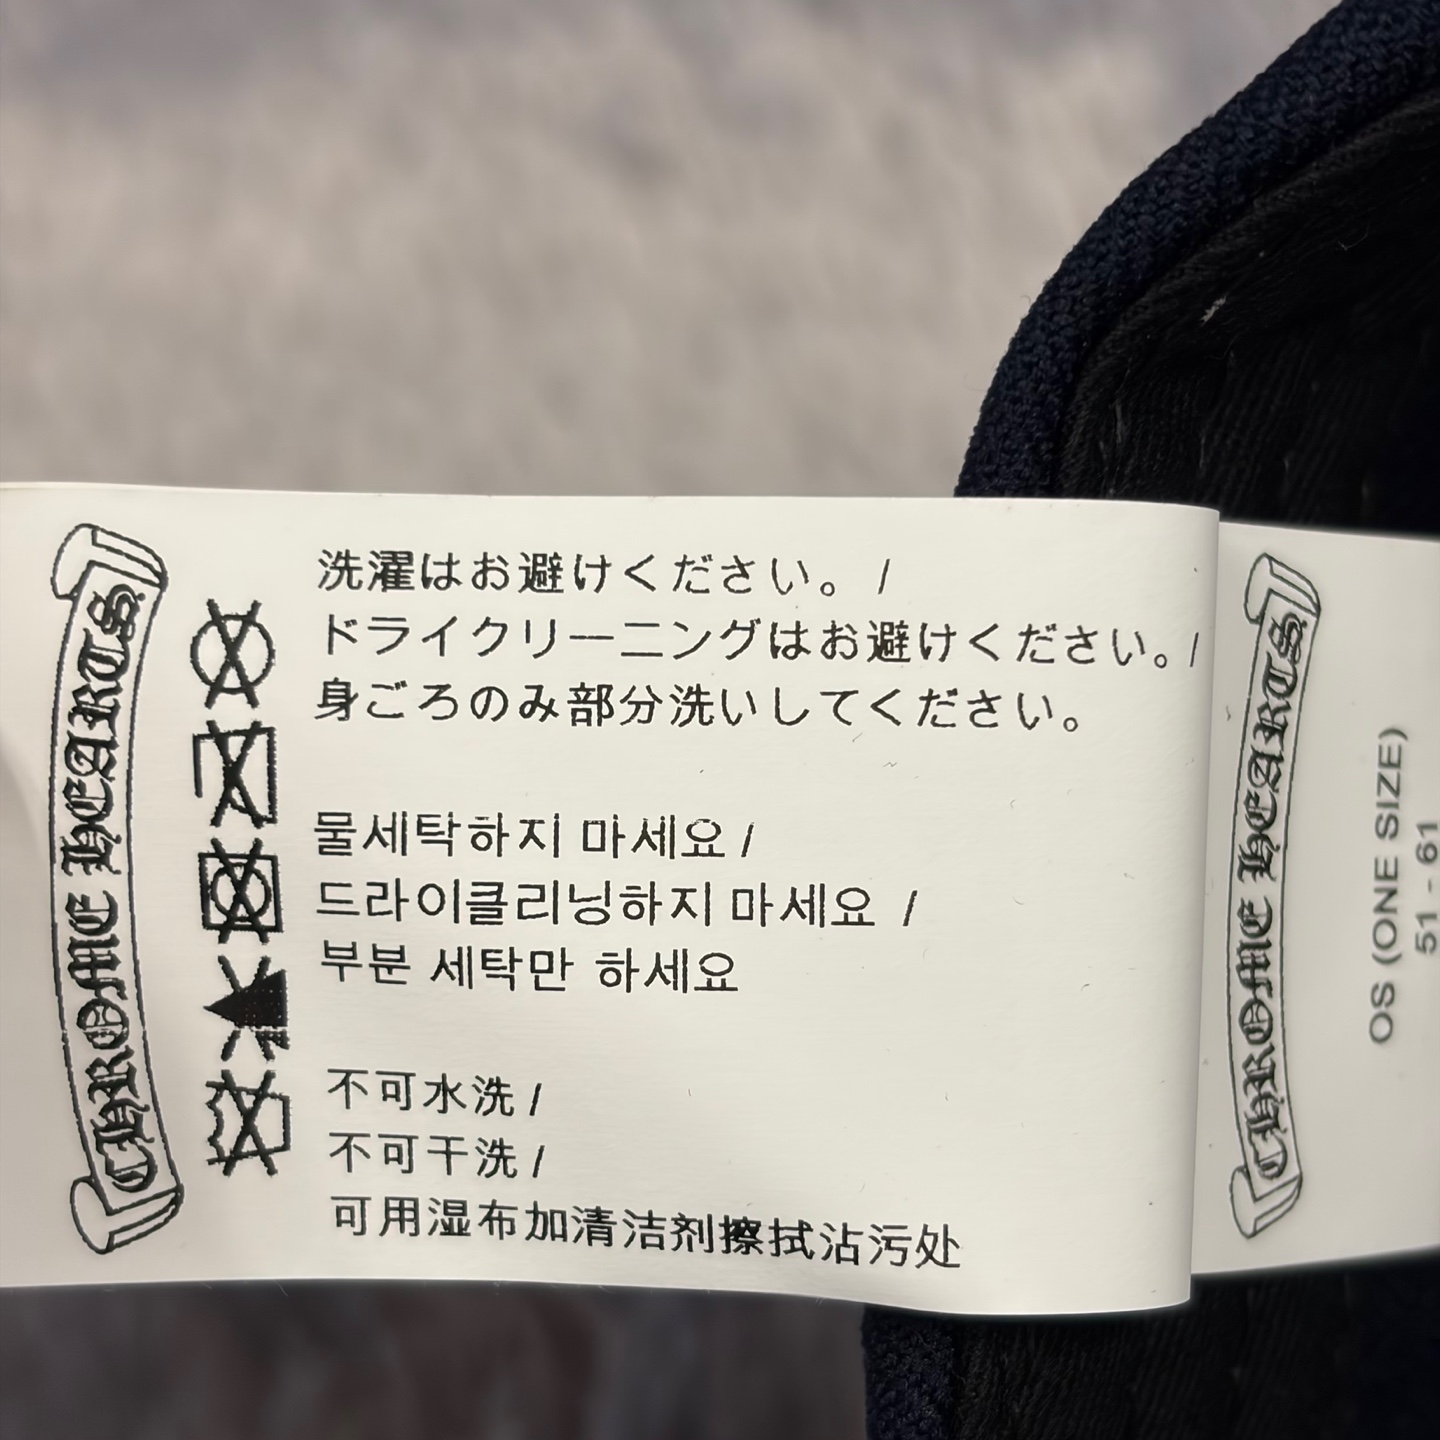 CHROME HEARTS
洗濯はお避けください。 /
ドライクリーニングはお避けください。/
身ごろのみ部分洗いしてください。
물세탁하지 마세요 /
드라이클리닝하지 마세요 /
부분 세탁만 하세요
不可水洗 /
不可干洗 /
可用湿布加清洁剂擦拭沾污处
CHROME HEARTS
OS (ONE SIZE)
51 - 61